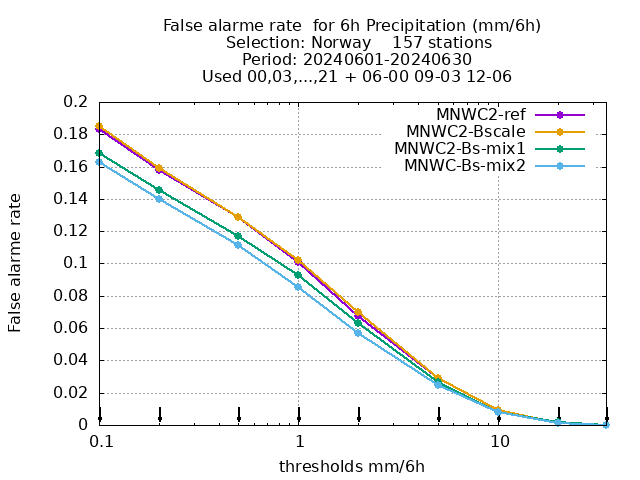 False alarme rate  for 6h Precipitation (mm/6h)
Selection: Norway    157 stations
Period: 20240601-20240630
Used 00,03,...,21 + 06-00 09-03 12-06
MNWC2-ref
MNWC2-Bscale
MNWC2-Bs-mix1
MNWC-Bs-mix2
False alarme rate
0.2
0.18
0.16
0.14
0.12
0.1
0.08
0.06
0.04
0.02
0
0.1
1
10
thresholds mm/6h